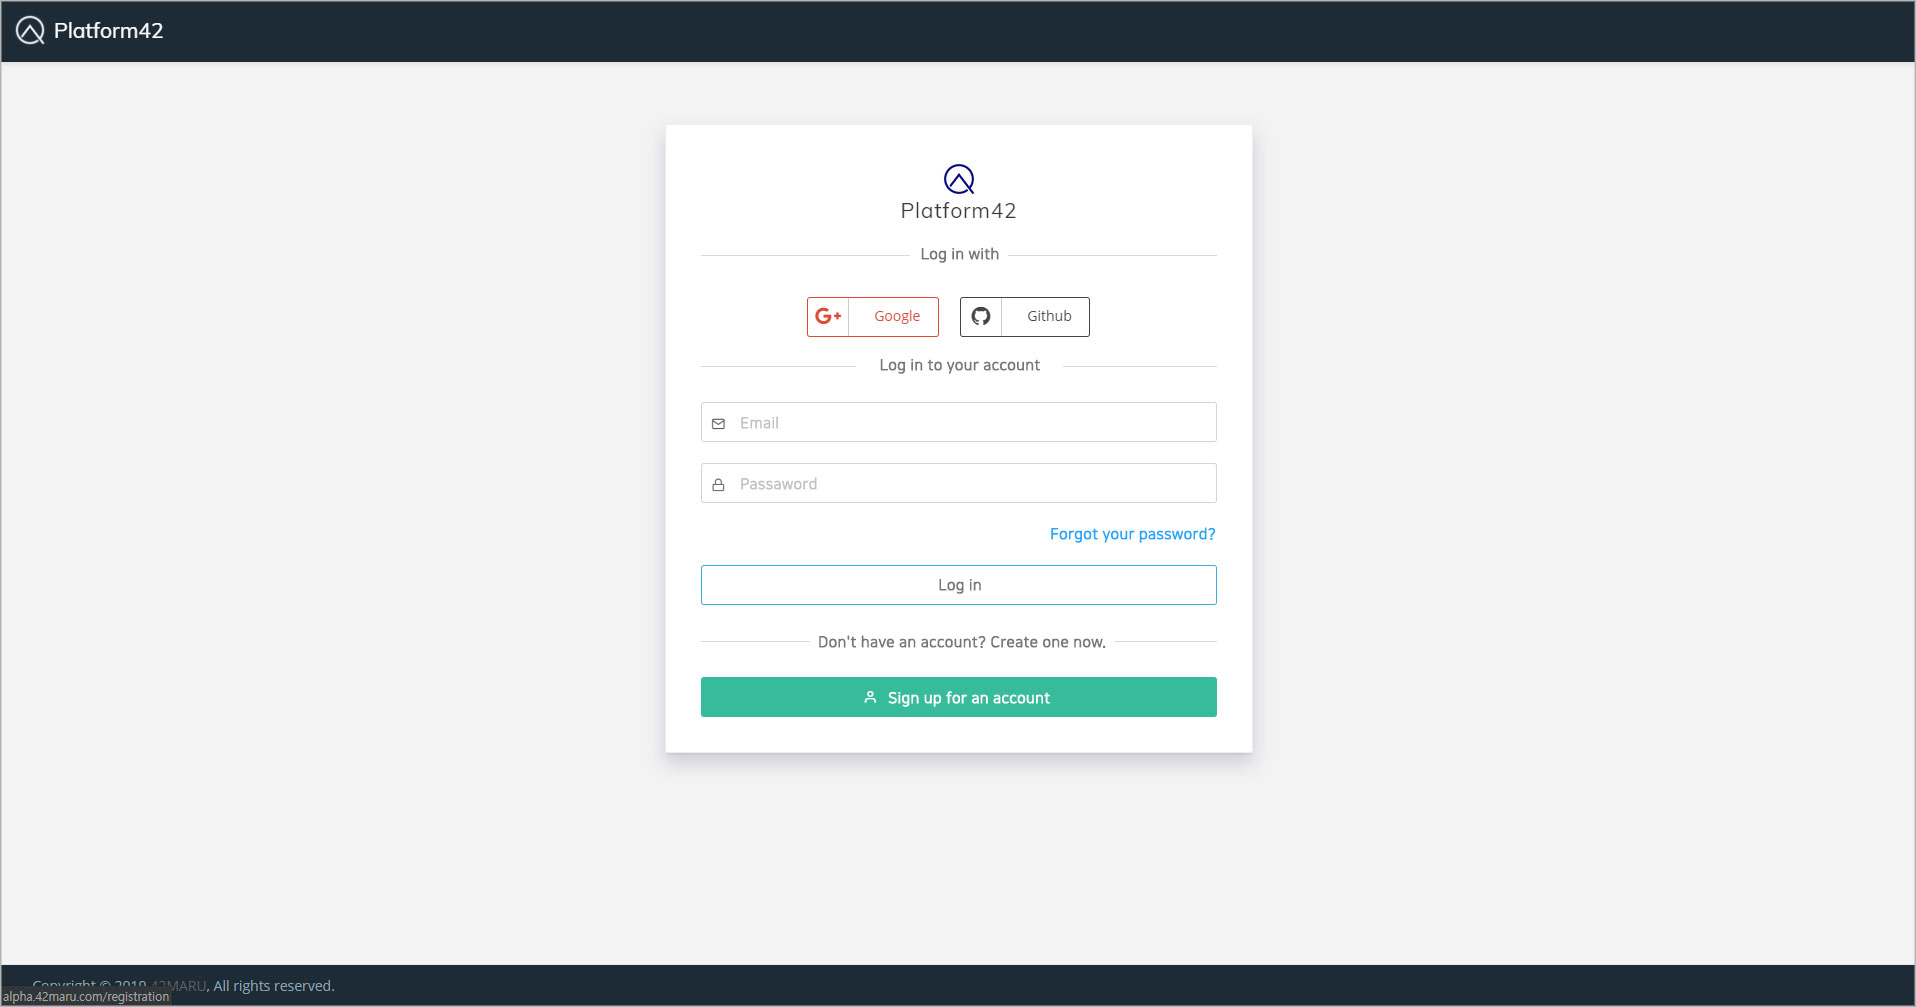 Platform42
Platform42
Log in with
Google
Github
Log in to your account
Email
Passaword
Forgot your password?
Log in
Don't have an account? Create one now.
Sign up for an account
Copyright © 2019 42MARU, All rights reserved.
alpha.42maru.com/registration